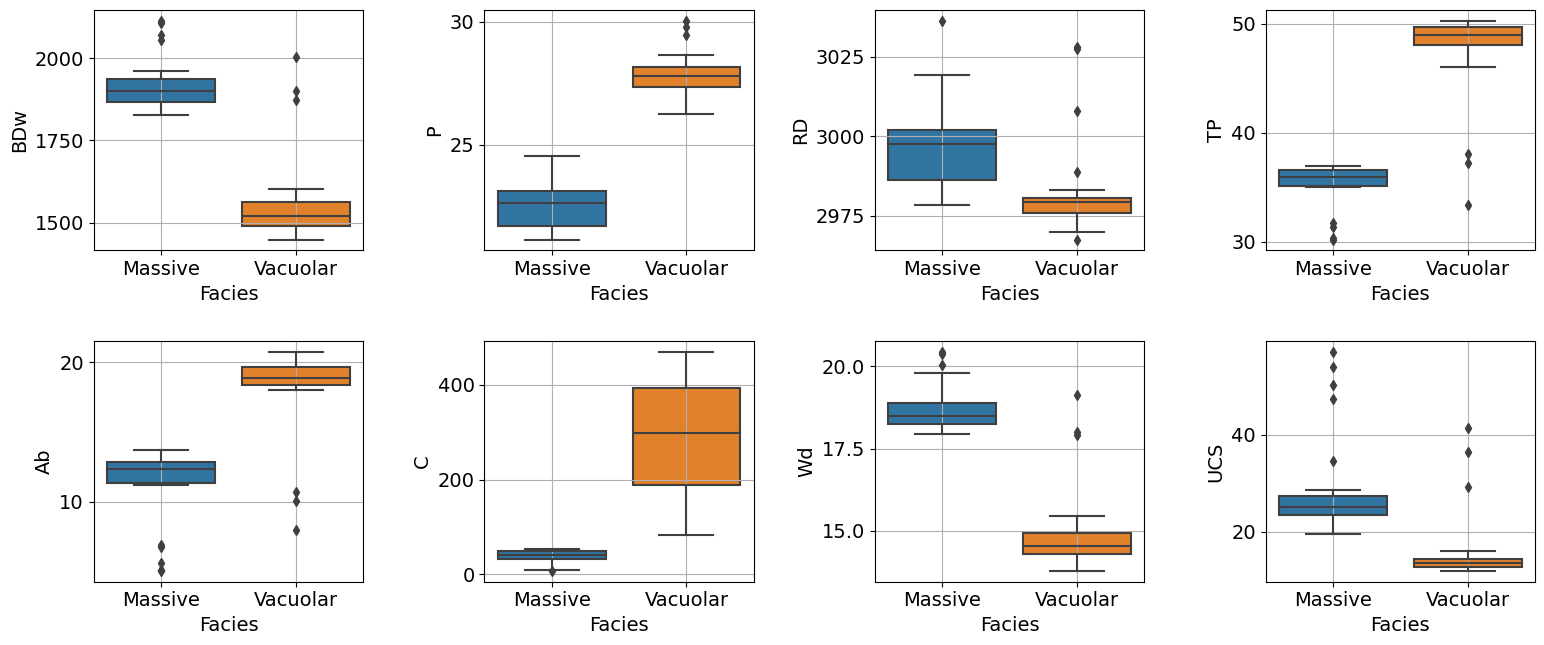 BDw
2000
1750
1500
Massive Vacuolar
Facies
P
30
25
Massive Vacuolar
Facies
RD
3025
3000
2975
Massive Vacuolar
Facies
TP
50
40
30
Massive Vacuolar
Facies
Ab
20
10
Massive Vacuolar
Facies
C
400
200
0
Massive Vacuolar
Facies
Wd
20.0
17.5
15.0
Massive Vacuolar
Facies
UCS
40
20
Massive Vacuolar
Facies